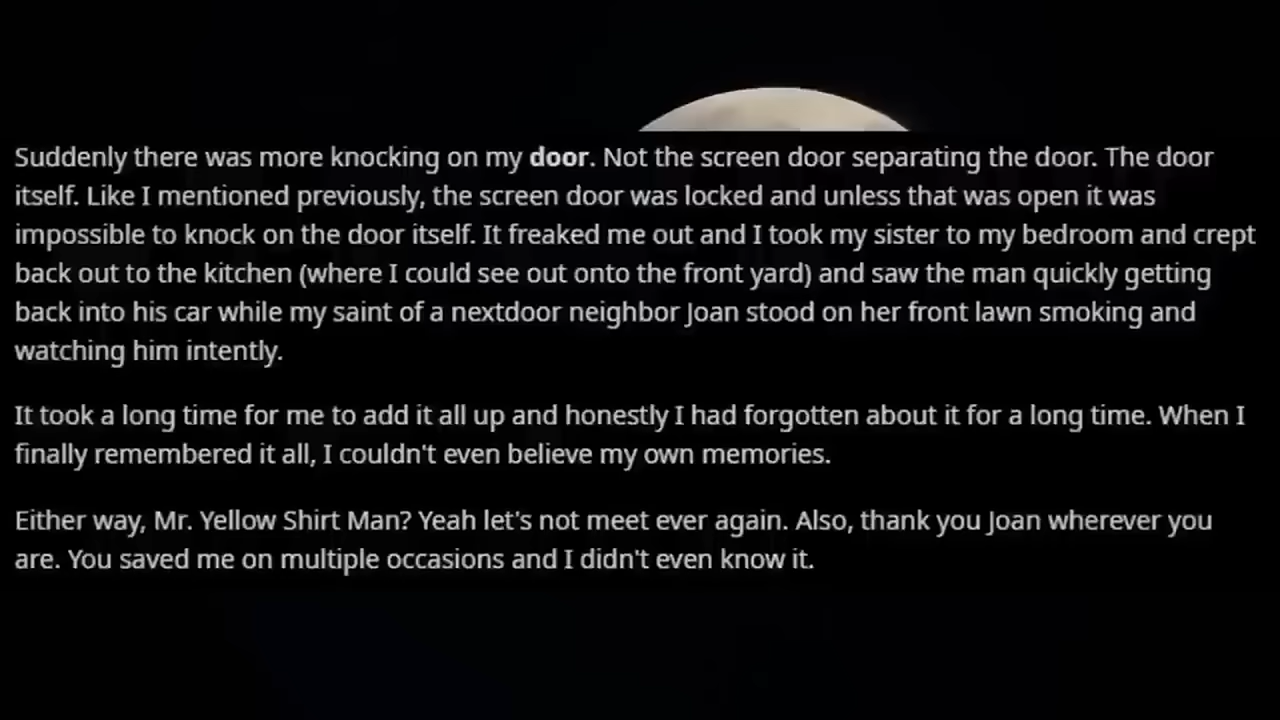 Suddenly there was more knocking on my door. Not the screen door separating the door. The door
itself. Like I mentioned previously, the screen door was locked and unless that was open it was
impossible to knock on the door itself. It freaked me out and I took my sister to my bedroom and crept
back out to the kitchen (where I could see out onto the front yard) and saw the man quickly getting
back into his car while my saint of a nextdoor neighbor Joan stood on her front lawn smoking and
watching him intently.
It took a long time for me to add it all up and honestly I had forgotten about it for a long time. When I
finally remembered it all, I couldn't even believe my own memories.
Either way, Mr. Yellow Shirt Man? Yeah let's not meet ever again. Also, thank you Joan wherever you
are. You saved me on multiple occasions and I didn't even know it.